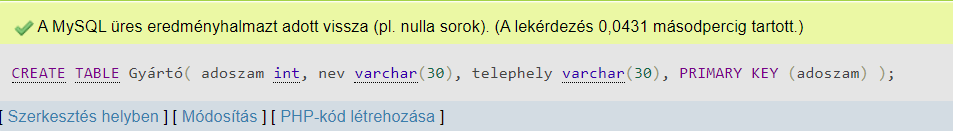 A MySQL üres eredményhalmazt adott vissza (pl. nulla sorok). (A lekérdezés 0,0431 másodpercig tartott.)
CREATE TABLE Gyártó( adoszam int, nev varchar(30), telephely varchar(30), PRIMARY KEY (adoszam) );
[ Szerkesztés helyben ] [ Módosítás ] [ PHP-kód létrehozása ]